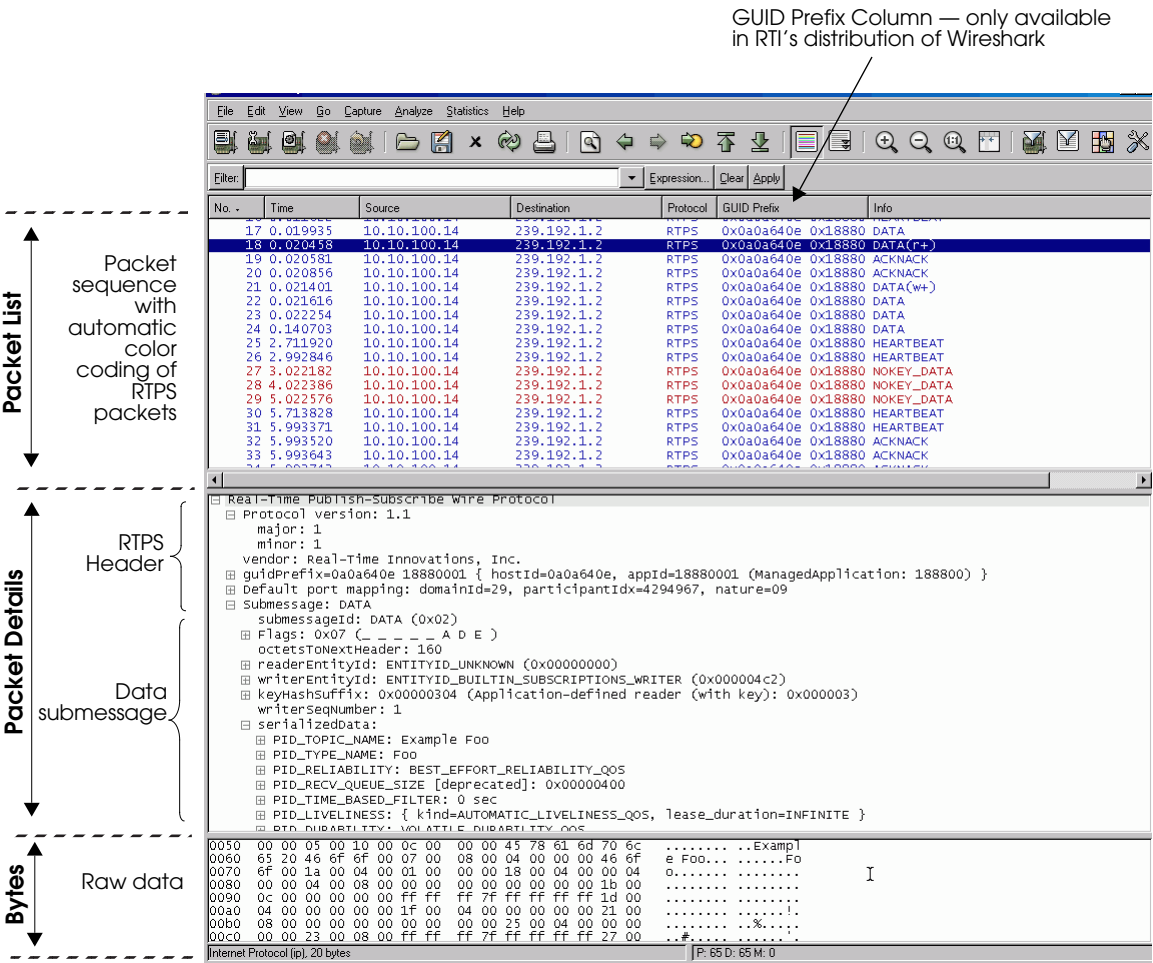 GUID Prefix Column — only available
in RTI's distribution of Wireshark
File Edit View Go Capture Analyze Statistics Help
Filter: Expression... Clear Apply
No. - Time Source Destination Protocol GUID Prefix Info
17 0.019935 10.10.100.14 239.192.1.2 RTPS 0x0a0a640e 0x18880 DATA
18 0.020458 10.10.100.14 239.192.1.2 RTPS 0x0a0a640e 0x18880 DATA(r+)
19 0.020581 10.10.100.14 239.192.1.2 RTPS 0x0a0a640e 0x18880 ACKNACK
20 0.020856 10.10.100.14 239.192.1.2 RTPS 0x0a0a640e 0x18880 ACKNACK
21 0.021401 10.10.100.14 239.192.1.2 RTPS 0x0a0a640e 0x18880 DATA(w+)
22 0.021616 10.10.100.14 239.192.1.2 RTPS 0x0a0a640e 0x18880 DATA
23 0.022254 10.10.100.14 239.192.1.2 RTPS 0x0a0a640e 0x18880 DATA
24 0.140703 10.10.100.14 239.192.1.2 RTPS 0x0a0a640e 0x18880 DATA
25 2.711920 10.10.100.14 239.192.1.2 RTPS 0x0a0a640e 0x18880 HEARTBEAT
26 2.992846 10.10.100.14 239.192.1.2 RTPS 0x0a0a640e 0x18880 HEARTBEAT
27 3.022182 10.10.100.14 239.192.1.2 RTPS 0x0a0a640e 0x18880 NOKEY_DATA
28 4.022386 10.10.100.14 239.192.1.2 RTPS 0x0a0a640e 0x18880 NOKEY_DATA
29 5.022576 10.10.100.14 239.192.1.2 RTPS 0x0a0a640e 0x18880 NOKEY_DATA
30 5.713828 10.10.100.14 239.192.1.2 RTPS 0x0a0a640e 0x18880 HEARTBEAT
31 5.993371 10.10.100.14 239.192.1.2 RTPS 0x0a0a640e 0x18880 HEARTBEAT
32 5.993520 10.10.100.14 239.192.1.2 RTPS 0x0a0a640e 0x18880 ACKNACK
33 5.993643 10.10.100.14 239.192.1.2 RTPS 0x0a0a640e 0x18880 ACKNACK
Packet List
Packet
sequence
with
automatic
color
coding of
RTPS
packets
Real-Time Publish-Subscribe Wire Protocol
Protocol version: 1.1
major: 1
minor: 1
vendor: Real-Time Innovations, Inc.
guidPrefix=0a0a640e 18880001 { hostId=0a0a640e, appId=18880001 (ManagedApplication: 188800) }
Default port mapping: domainId=29, participantIdx=4294967, nature=09
Submessage: DATA
submessageId: DATA (0x02)
Flags: 0x07 (_ _ _ _ _ A D E )
octetsToNextHeader: 160
readerEntityId: ENTITYID_UNKNOWN (0x00000000)
writerEntityId: ENTITYID_BUILTIN_SUBSCRIPTIONS_WRITER (0x000004c2)
keyHashSuffix: 0x00000304 (Application-defined reader (with key): 0x000003)
writerSeqNumber: 1
serializedData:
PID_TOPIC_NAME: Example Foo
PID_TYPE_NAME: Foo
PID_RELIABILITY: BEST_EFFORT_RELIABILITY_QOS
PID_RECV_QUEUE_SIZE [deprecated]: 0x00000400
PID_TIME_BASED_FILTER: 0 sec
PID_LIVELINESS: { kind=AUTOMATIC_LIVELINESS_QOS, lease_duration=INFINITE }
PID_DURABILITY: VOLATILE_DURABILITY_QOS
Packet Details
RTPS
Header
Data
submessage
0050 00 00 05 00 10 00 0c 00 00 00 45 78 61 6d 70 6c ........ ..Exampl
0060 65 20 46 6f 6f 00 07 00 08 00 04 00 00 00 46 6f e Foo... ......Fo
0070 6f 00 1a 00 04 00 01 00 00 00 18 00 04 00 00 04 o....... ........
0080 00 00 04 00 08 00 00 00 00 00 00 00 00 00 1b 00 ........ ........
0090 0c 00 00 00 00 00 ff ff ff 7f ff ff ff ff 1d 00 ........ ........
00a0 04 00 00 00 00 00 1f 00 04 00 00 00 00 00 21 00 ........ ......!.
00b0 08 00 00 00 00 00 00 00 00 00 25 00 04 00 00 00 ........ ..%.....
00c0 00 00 23 00 08 00 ff ff ff 7f ff ff ff ff 27 00 ..#..... ......'.
Bytes
Raw data
Internet Protocol (ip), 20 bytes P: 65 D: 65 M: 0